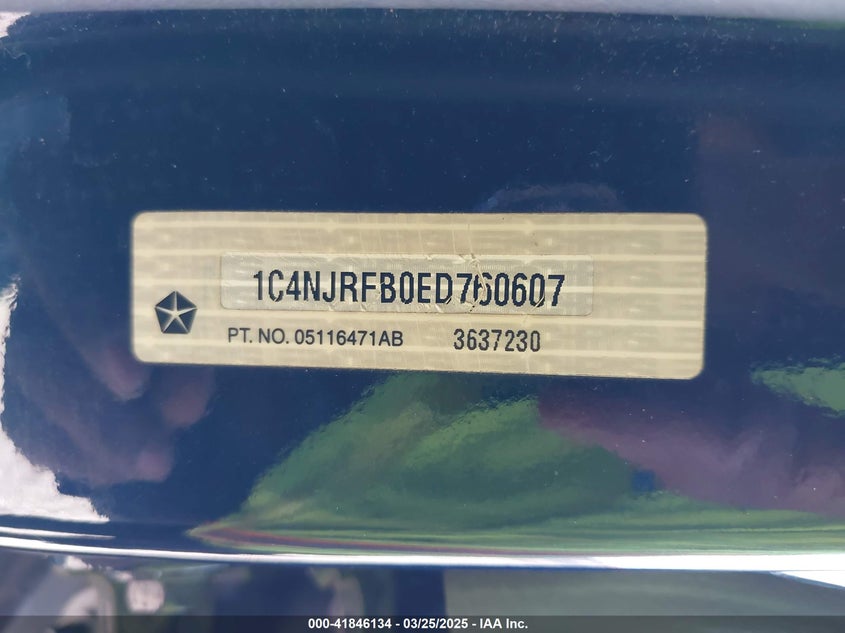 1C4NJRFB0ED760607
PT. NO. 05116471AB 3637230
000-41846134 - 03/25/2025 - IAA Inc.